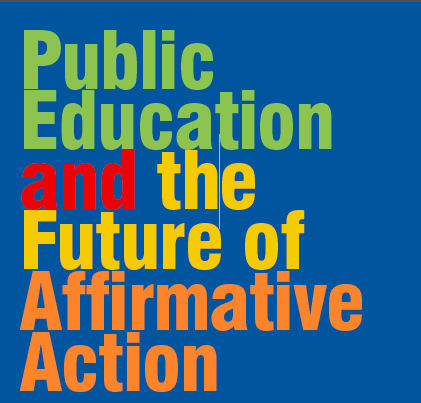 Public
Education
and the
Future of
Affirmative
Action